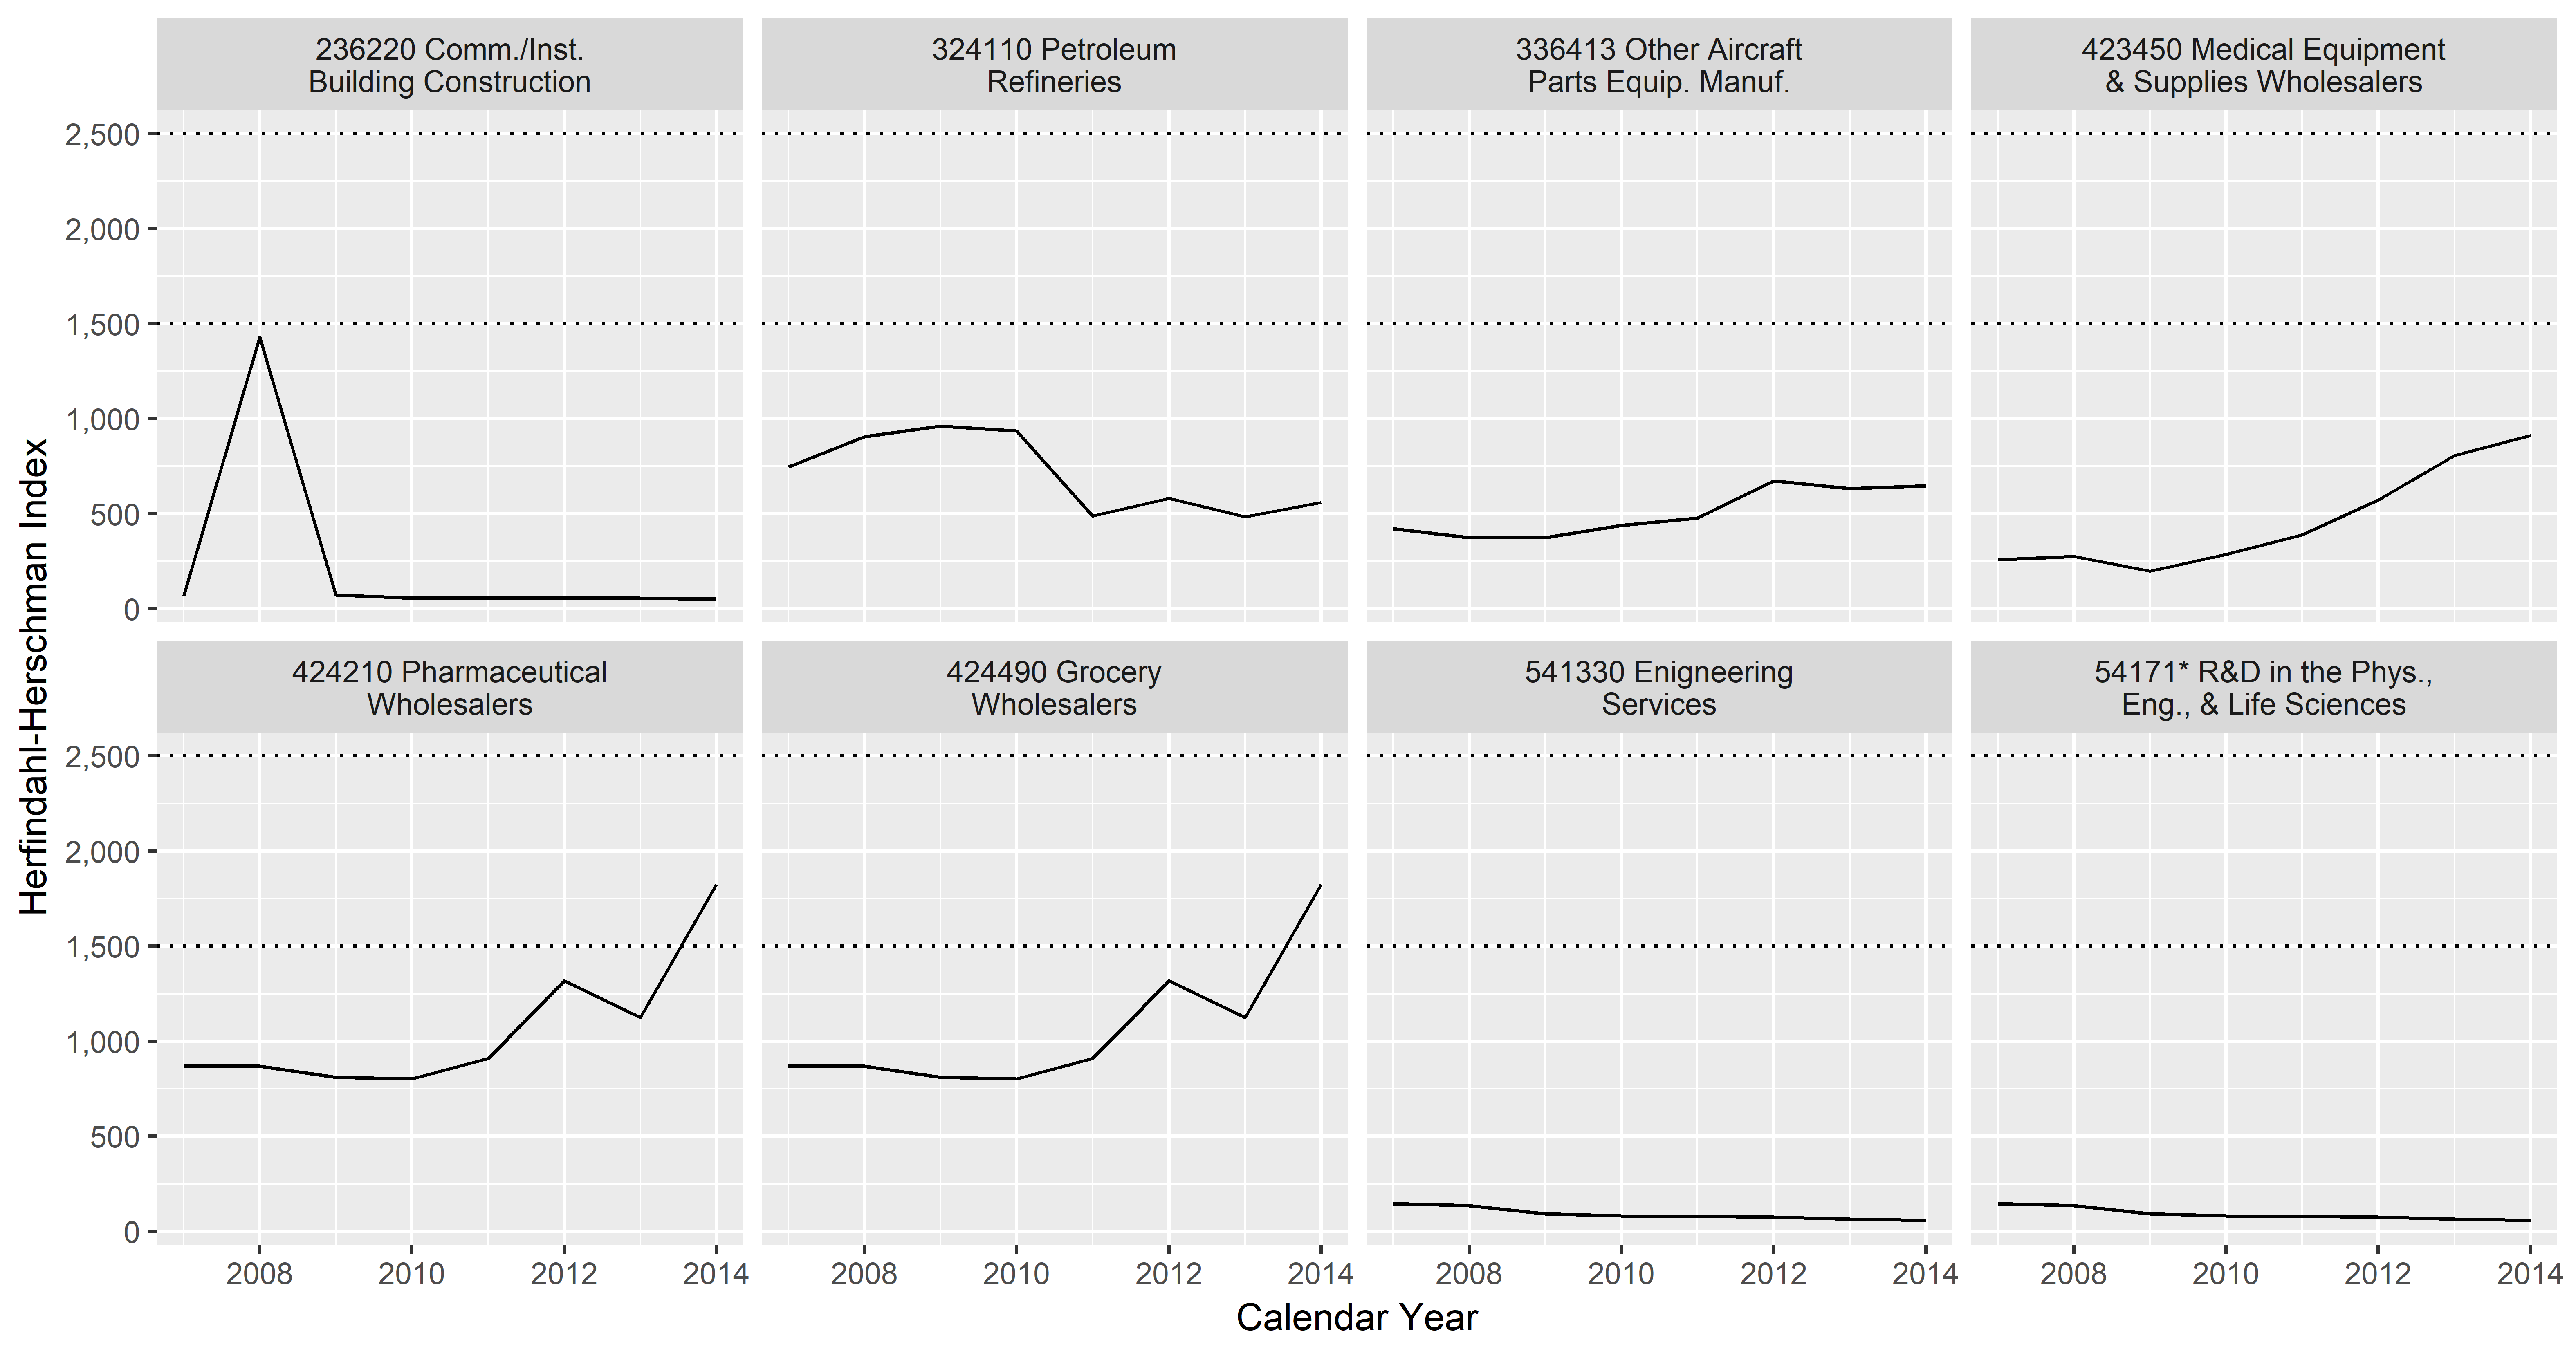 236220 Comm./Inst.
Building Construction
324110 Petroleum
Refineries
336413 Other Aircraft
Parts Equip. Manuf.
423450 Medical Equipment
& Supplies Wholesalers
2,500
2,000
1,500
1,000
500
0
Herfindahl-Herschman Index
424210 Pharmaceutical
Wholesalers
424490 Grocery
Wholesalers
541330 Enigneering
Services
54171* R&D in the Phys.,
Eng., & Life Sciences
2,500
2,000
1,500
1,000
500
0
2008 2010 2012 2014
2008 2010 2012 2014
2008 2010 2012 2014
2008 2010 2012 2014
Calendar Year